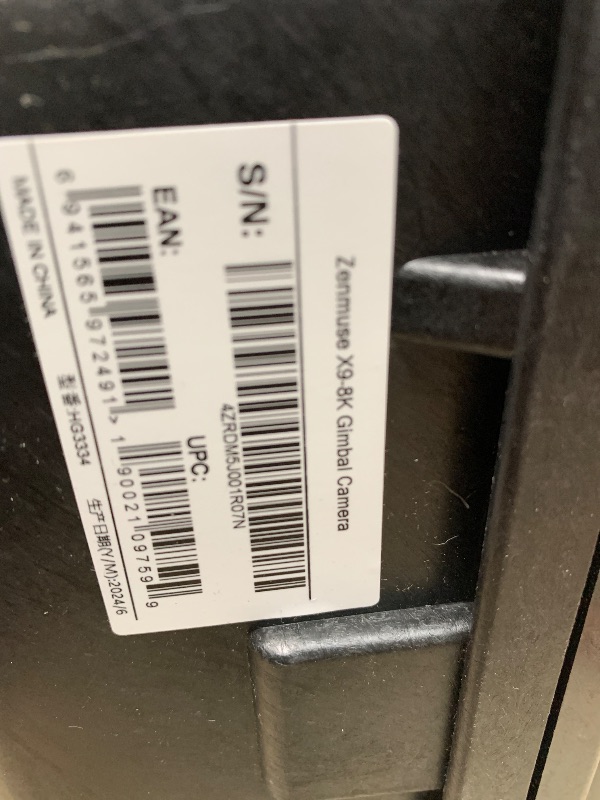 Zenmuse X9-8K Gimbal Camera
S/N:
4ZRDM5J001R07N
EAN:
6 941565 972491 >
UPC:
1 90021 09759 9
MADE IN CHINA
型号:HG3334
生产日期(Y/M):2024/6